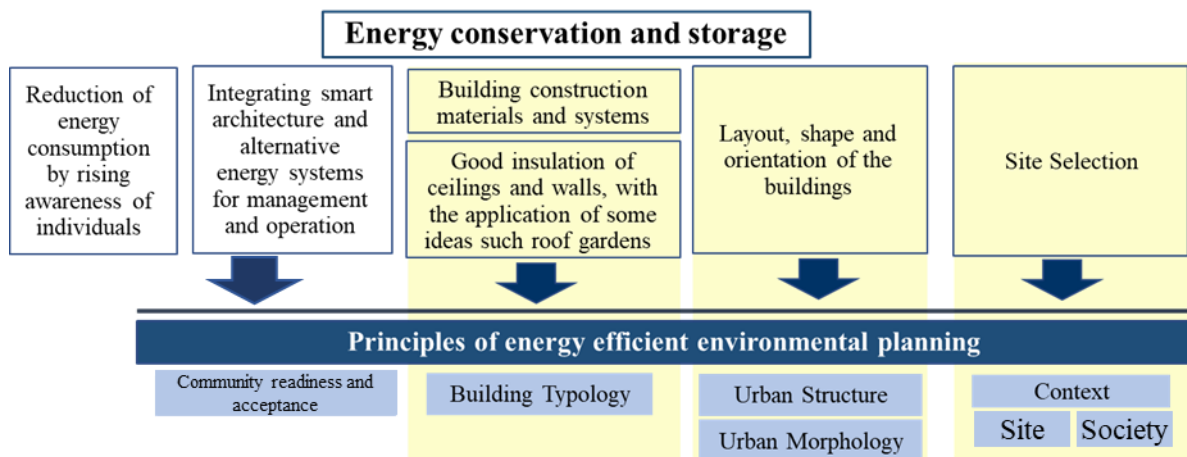 Energy conservation and storage
Reduction of
energy
consumption
by rising
awareness of
individuals
Integrating smart
architecture and
alternative
energy systems
for management
and operation
Building construction
materials and systems
Good insulation of
ceilings and walls, with
the application of some
ideas such roof gardens
Layout, shape and
orientation of the
buildings
Site Selection
Principles of energy efficient environmental planning
Community readiness and
acceptance
Building Typology
Urban Structure
Urban Morphology
Context
Site
Society